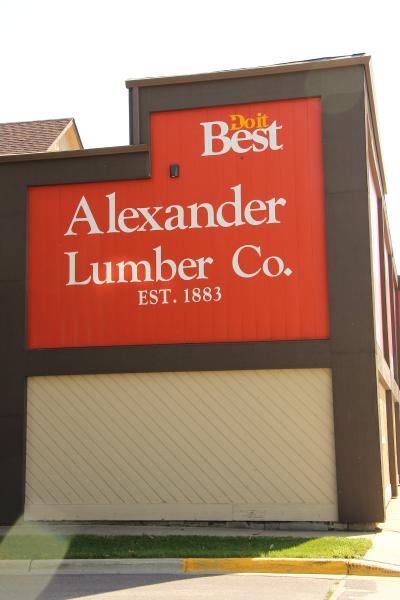 Do it
Best
Alexander
Lumber Co.
EST. 1883